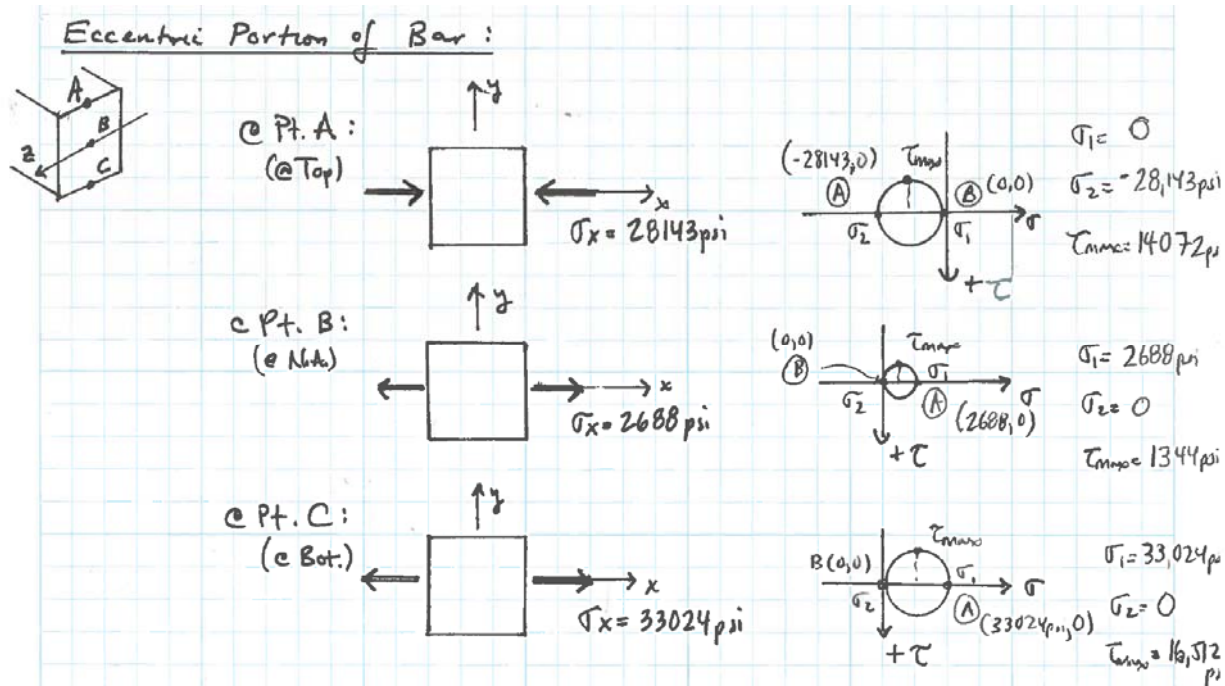 Eccentric Portion of Bar :
A
B
Z
C
@ Pt. A :
(@ Top)
y
x
σx = 28143 psi
(-28143, 0)
A
τmax
B (0,0)
σ2
σ1
σ
+ τ
σ1 = 0
σ2 = -28,143 psi
τmax = 14072 psi
@ Pt. B :
(@ N.A.)
y
x
σx = 2688 psi
(0,0)
B
τmax
σ1
σ2
A
σ
(2688, 0)
+ τ
σ1 = 2688 psi
σ2 = 0
τmax = 1344 psi
@ Pt. C :
(@ Bot.)
y
x
σx = 33024 psi
B (0,0)
τmax
σ1
σ2
A
σ
(33024 psi, 0)
+ τ
σ1 = 33,024 ps
σ2 = 0
τmax = 16,512
psi